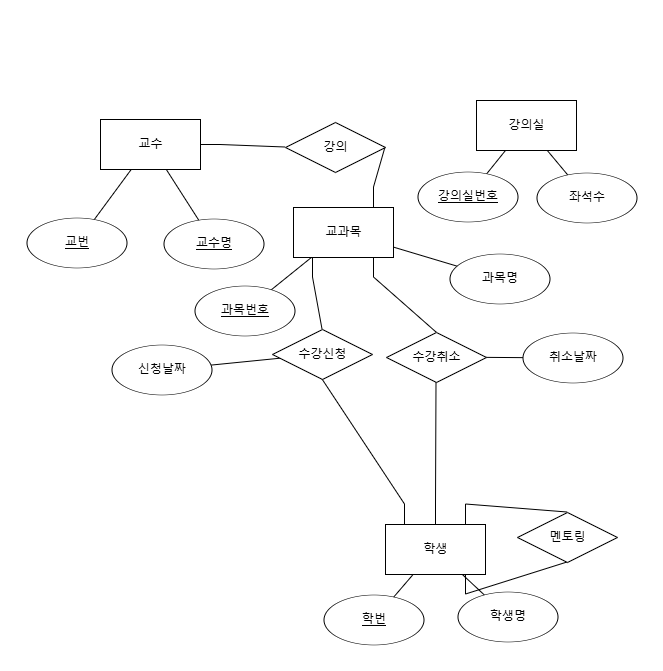 강의실
교수
강의
강의실번호
좌석수
교과목
교번
교수명
과목명
과목번호
수강신청
수강취소
취소날짜
신청날짜
멘토링
학생
학번
학생명